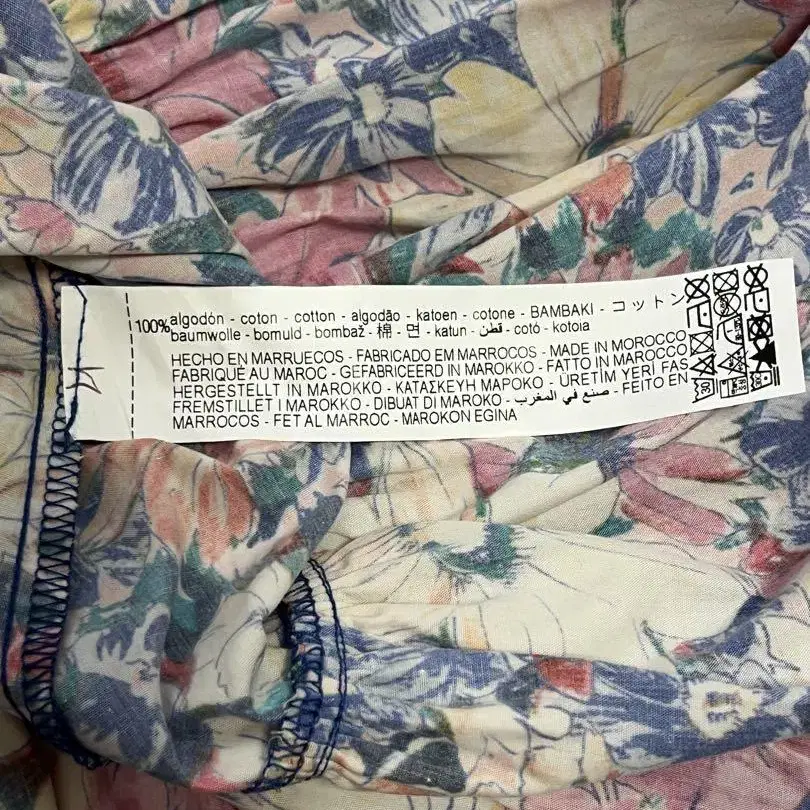 100% algodón - coton - cotton - algodão - katoen - cotone - BAMBAKI - コットン
baumwolle - bomuld - bombaž - 棉 - 면 - katun - قطن - cotó - kotoia
HECHO EN MARRUECOS - FABRICADO EM MARROCOS - MADE IN MOROCCO
FABRIQUÉ AU MAROC - GEFABRICEERD IN MAROKKO - FATTO IN MAROCCO
HERGESTELLT IN MAROKKO - ΚΑΤΑΣΚΕΥΗ ΜΑΡΟΚΟ - ÜRETİM YERİ FAS
FREMSTILLET I MAROKKO - DIBUAT DI MAROKO - صنع في المغرب - FEITO EN
MARROCOS - FET AL MARROC - MAROKON EGINA
30